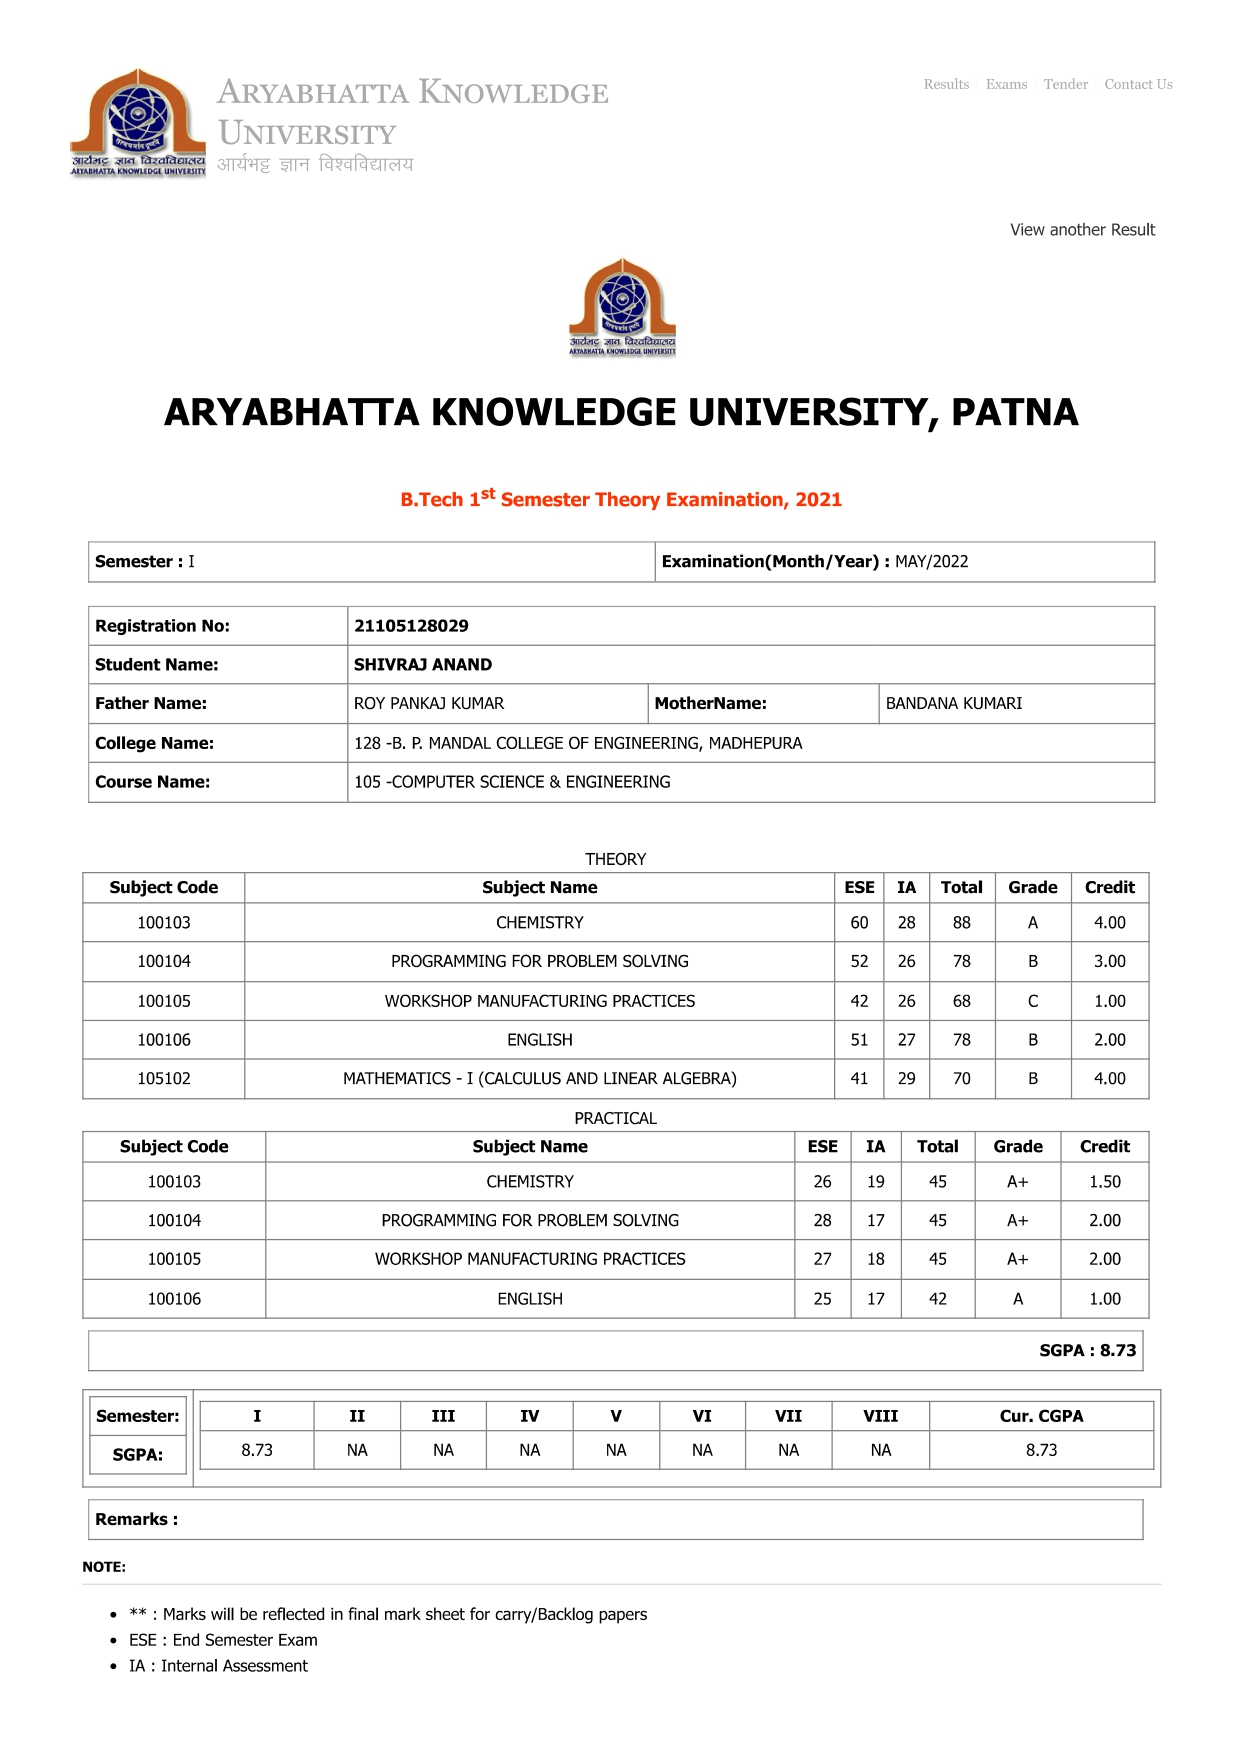 ARYABHATTA KNOWLEDGE
UNIVERSITY
आर्यभट्ट ज्ञान विश्वविद्यालय
Results Exams Tender Contact Us
आर्यभट्ट ज्ञान विश्वविद्यालय
ARYABHATTA KNOWLEDGE UNIVERSITY
View another Result
आर्यभट्ट ज्ञान विश्वविद्यालय
ARYABHATTA KNOWLEDGE UNIVERSITY
ARYABHATTA KNOWLEDGE UNIVERSITY, PATNA
B.Tech 1st Semester Theory Examination, 2021
Semester : I Examination(Month/Year) : MAY/2022
Registration No: 21105128029
Student Name: SHIVRAJ ANAND
Father Name: ROY PANKAJ KUMAR MotherName: BANDANA KUMARI
College Name: 128 -B. P. MANDAL COLLEGE OF ENGINEERING, MADHEPURA
Course Name: 105 -COMPUTER SCIENCE & ENGINEERING
THEORY
Subject Code Subject Name ESE IA Total Grade Credit
100103 CHEMISTRY 60 28 88 A 4.00
100104 PROGRAMMING FOR PROBLEM SOLVING 52 26 78 B 3.00
100105 WORKSHOP MANUFACTURING PRACTICES 42 26 68 C 1.00
100106 ENGLISH 51 27 78 B 2.00
105102 MATHEMATICS - I (CALCULUS AND LINEAR ALGEBRA) 41 29 70 B 4.00
PRACTICAL
Subject Code Subject Name ESE IA Total Grade Credit
100103 CHEMISTRY 26 19 45 A+ 1.50
100104 PROGRAMMING FOR PROBLEM SOLVING 28 17 45 A+ 2.00
100105 WORKSHOP MANUFACTURING PRACTICES 27 18 45 A+ 2.00
100106 ENGLISH 25 17 42 A 1.00
SGPA : 8.73
Semester: I II III IV V VI VII VIII Cur. CGPA
SGPA: 8.73 NA NA NA NA NA NA NA 8.73
Remarks :
NOTE:
• ** : Marks will be reflected in final mark sheet for carry/Backlog papers
• ESE : End Semester Exam
• IA : Internal Assessment